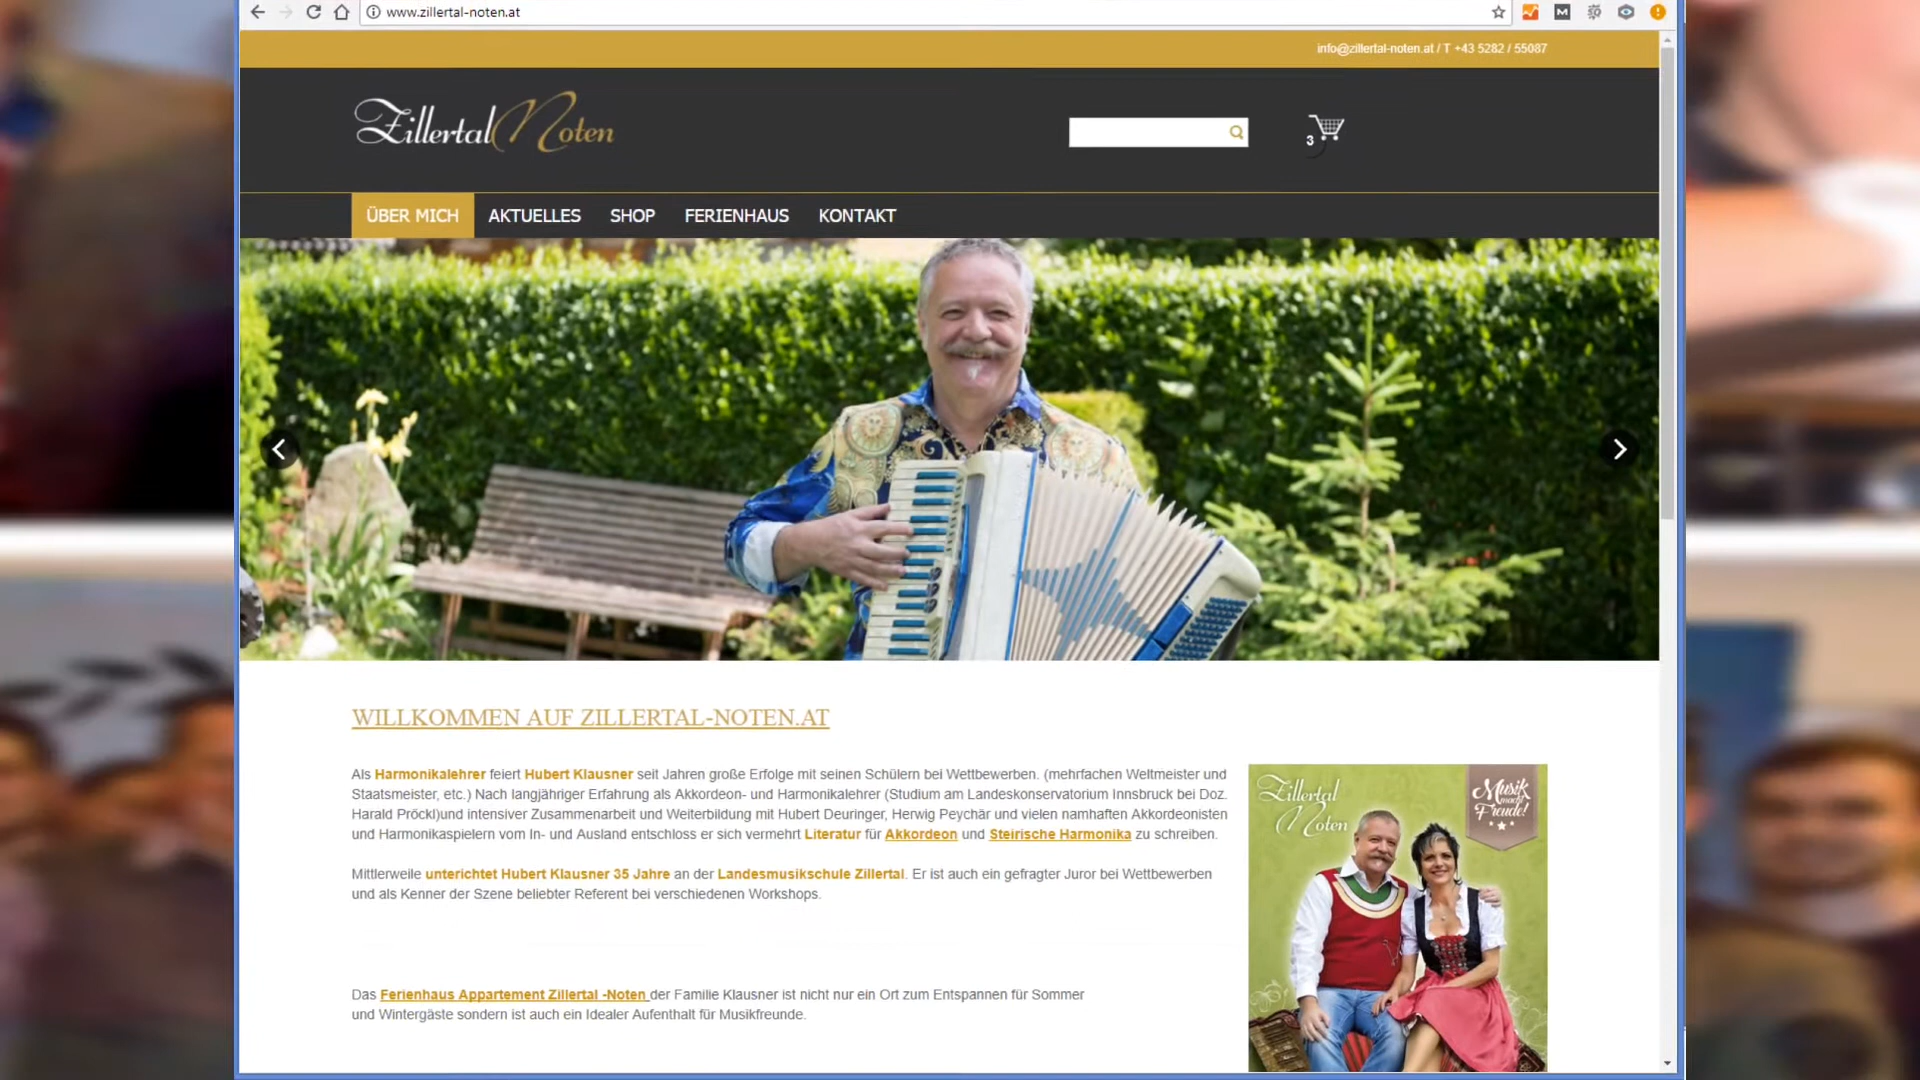 www.zillertal-noten.at
info@zillertal-noten.at / T +43 5282 / 55087
Zillertal Noten
3
ÜBER MICH AKTUELLES SHOP FERIENHAUS KONTAKT
WILLKOMMEN AUF ZILLERTAL-NOTEN.AT
Als Harmonikalehrer feiert Hubert Klausner seit Jahren große Erfolge mit seinen Schülern bei Wettbewerben. (mehrfachen Weltmeister und
Staatsmeister, etc.) Nach langjähriger Erfahrung als Akkordeon- und Harmonikalehrer (Studium am Landeskonservatorium Innsbruck bei Doz.
Harald Pröckl)und intensiver Zusammenarbeit und Weiterbildung mit Hubert Deuringer, Herwig Peychär und vielen namhaften Akkordeonisten
und Harmonikaspielern vom In- und Ausland entschloss er sich vermehrt Literatur für Akkordeon und Steirische Harmonika zu schreiben.
Mittlerweile unterichtet Hubert Klausner 35 Jahre an der Landesmusikschule Zillertal. Er ist auch ein gefragter Juror bei Wettbewerben
und als Kenner der Szene beliebter Referent bei verschiedenen Workshops.
Das Ferienhaus Appartement Zillertal -Noten der Familie Klausner ist nicht nur ein Ort zum Entspannen für Sommer
und Wintergäste sondern ist auch ein Idealer Aufenthalt für Musikfreunde.
Zillertal
Noten
Musik
macht
Freude!